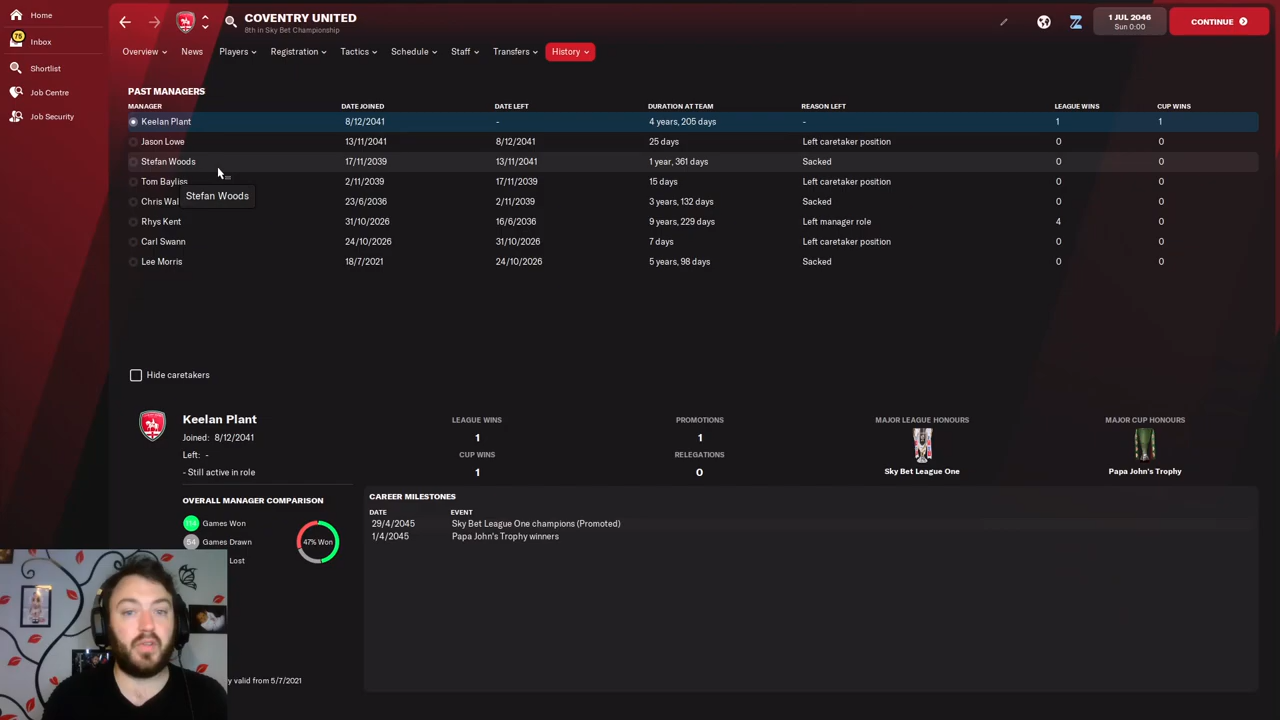 Home
76
Inbox
Shortlist
Job Centre
Job Security
COVENTRY UNITED
8th in Sky Bet Championship
Z
1 JUL 2046
Sun 0:00
CONTINUE
Overview News Players Registration Tactics Schedule Staff Transfers History
PAST MANAGERS
MANAGER DATE JOINED DATE LEFT DURATION AT TEAM REASON LEFT LEAGUE WINS CUP WINS
Keelan Plant 8/12/2041 - 4 years, 205 days - 1 1
Jason Lowe 13/11/2041 8/12/2041 25 days Left caretaker position 0 0
Stefan Woods 17/11/2039 13/11/2041 1 year, 361 days Sacked 0 0
Tom Bayliss 2/11/2039 17/11/2039 15 days Left caretaker position 0 0
Chris Wal 23/6/2036 2/11/2039 3 years, 132 days Sacked 0 0
Stefan Woods
Rhys Kent 31/10/2026 16/6/2036 9 years, 229 days Left manager role 4 0
Carl Swann 24/10/2026 31/10/2026 7 days Left caretaker position 0 0
Lee Morris 18/7/2021 24/10/2026 5 years, 98 days Sacked 0 0
Hide caretakers
Keelan Plant
Joined: 8/12/2041
Left: -
- Still active in role
LEAGUE WINS
1
CUP WINS
1
PROMOTIONS
1
RELEGATIONS
0
MAJOR LEAGUE HONOURS
Sky Bet League One
MAJOR CUP HONOURS
Papa John's Trophy
OVERALL MANAGER COMPARISON
114 Games Won
54 Games Drawn
Lost
47% Won
y valid from 5/7/2021
CAREER MILESTONES
DATE EVENT
29/4/2045 Sky Bet League One champions (Promoted)
1/4/2045 Papa John's Trophy winners